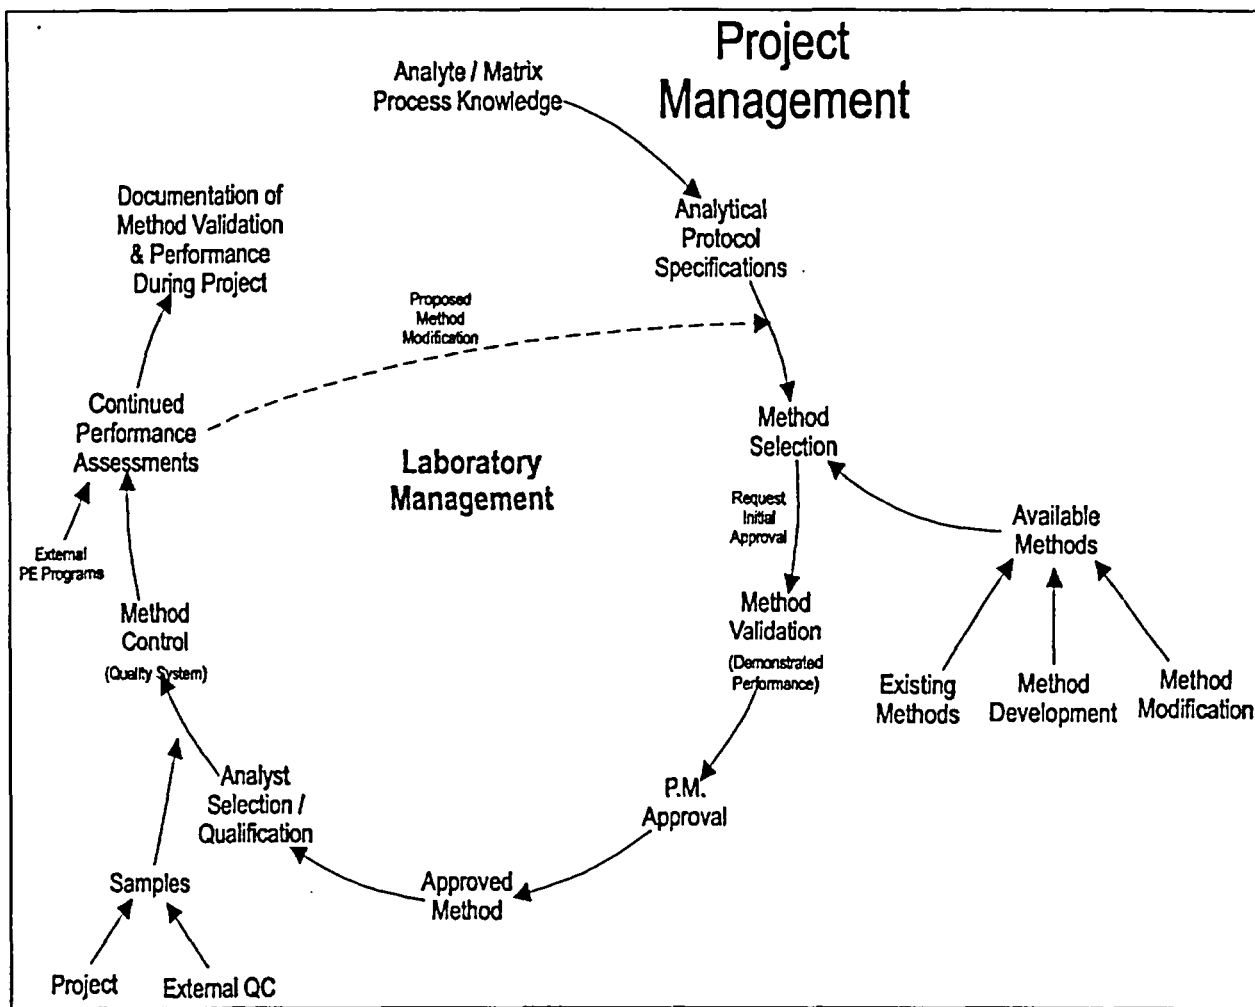 Project
Management
Analyte / Matrix
Process Knowledge
Documentation of
Method Validation
& Performance
During Project
Analytical
Protocol
Specifications
Proposed
Method
Modification
Continued
Performance
Assessments
Method
Selection
Laboratory
Management
Request
Initial
Approval
Available
Methods
External
PE Programs
Method
Control
(Quality System)
Method
Validation
(Demonstrated
Performance)
Existing
Methods
Method
Development
Method
Modification
Analyst
Selection /
Qualification
P.M.
Approval
Samples
Approved
Method
Project
External QC